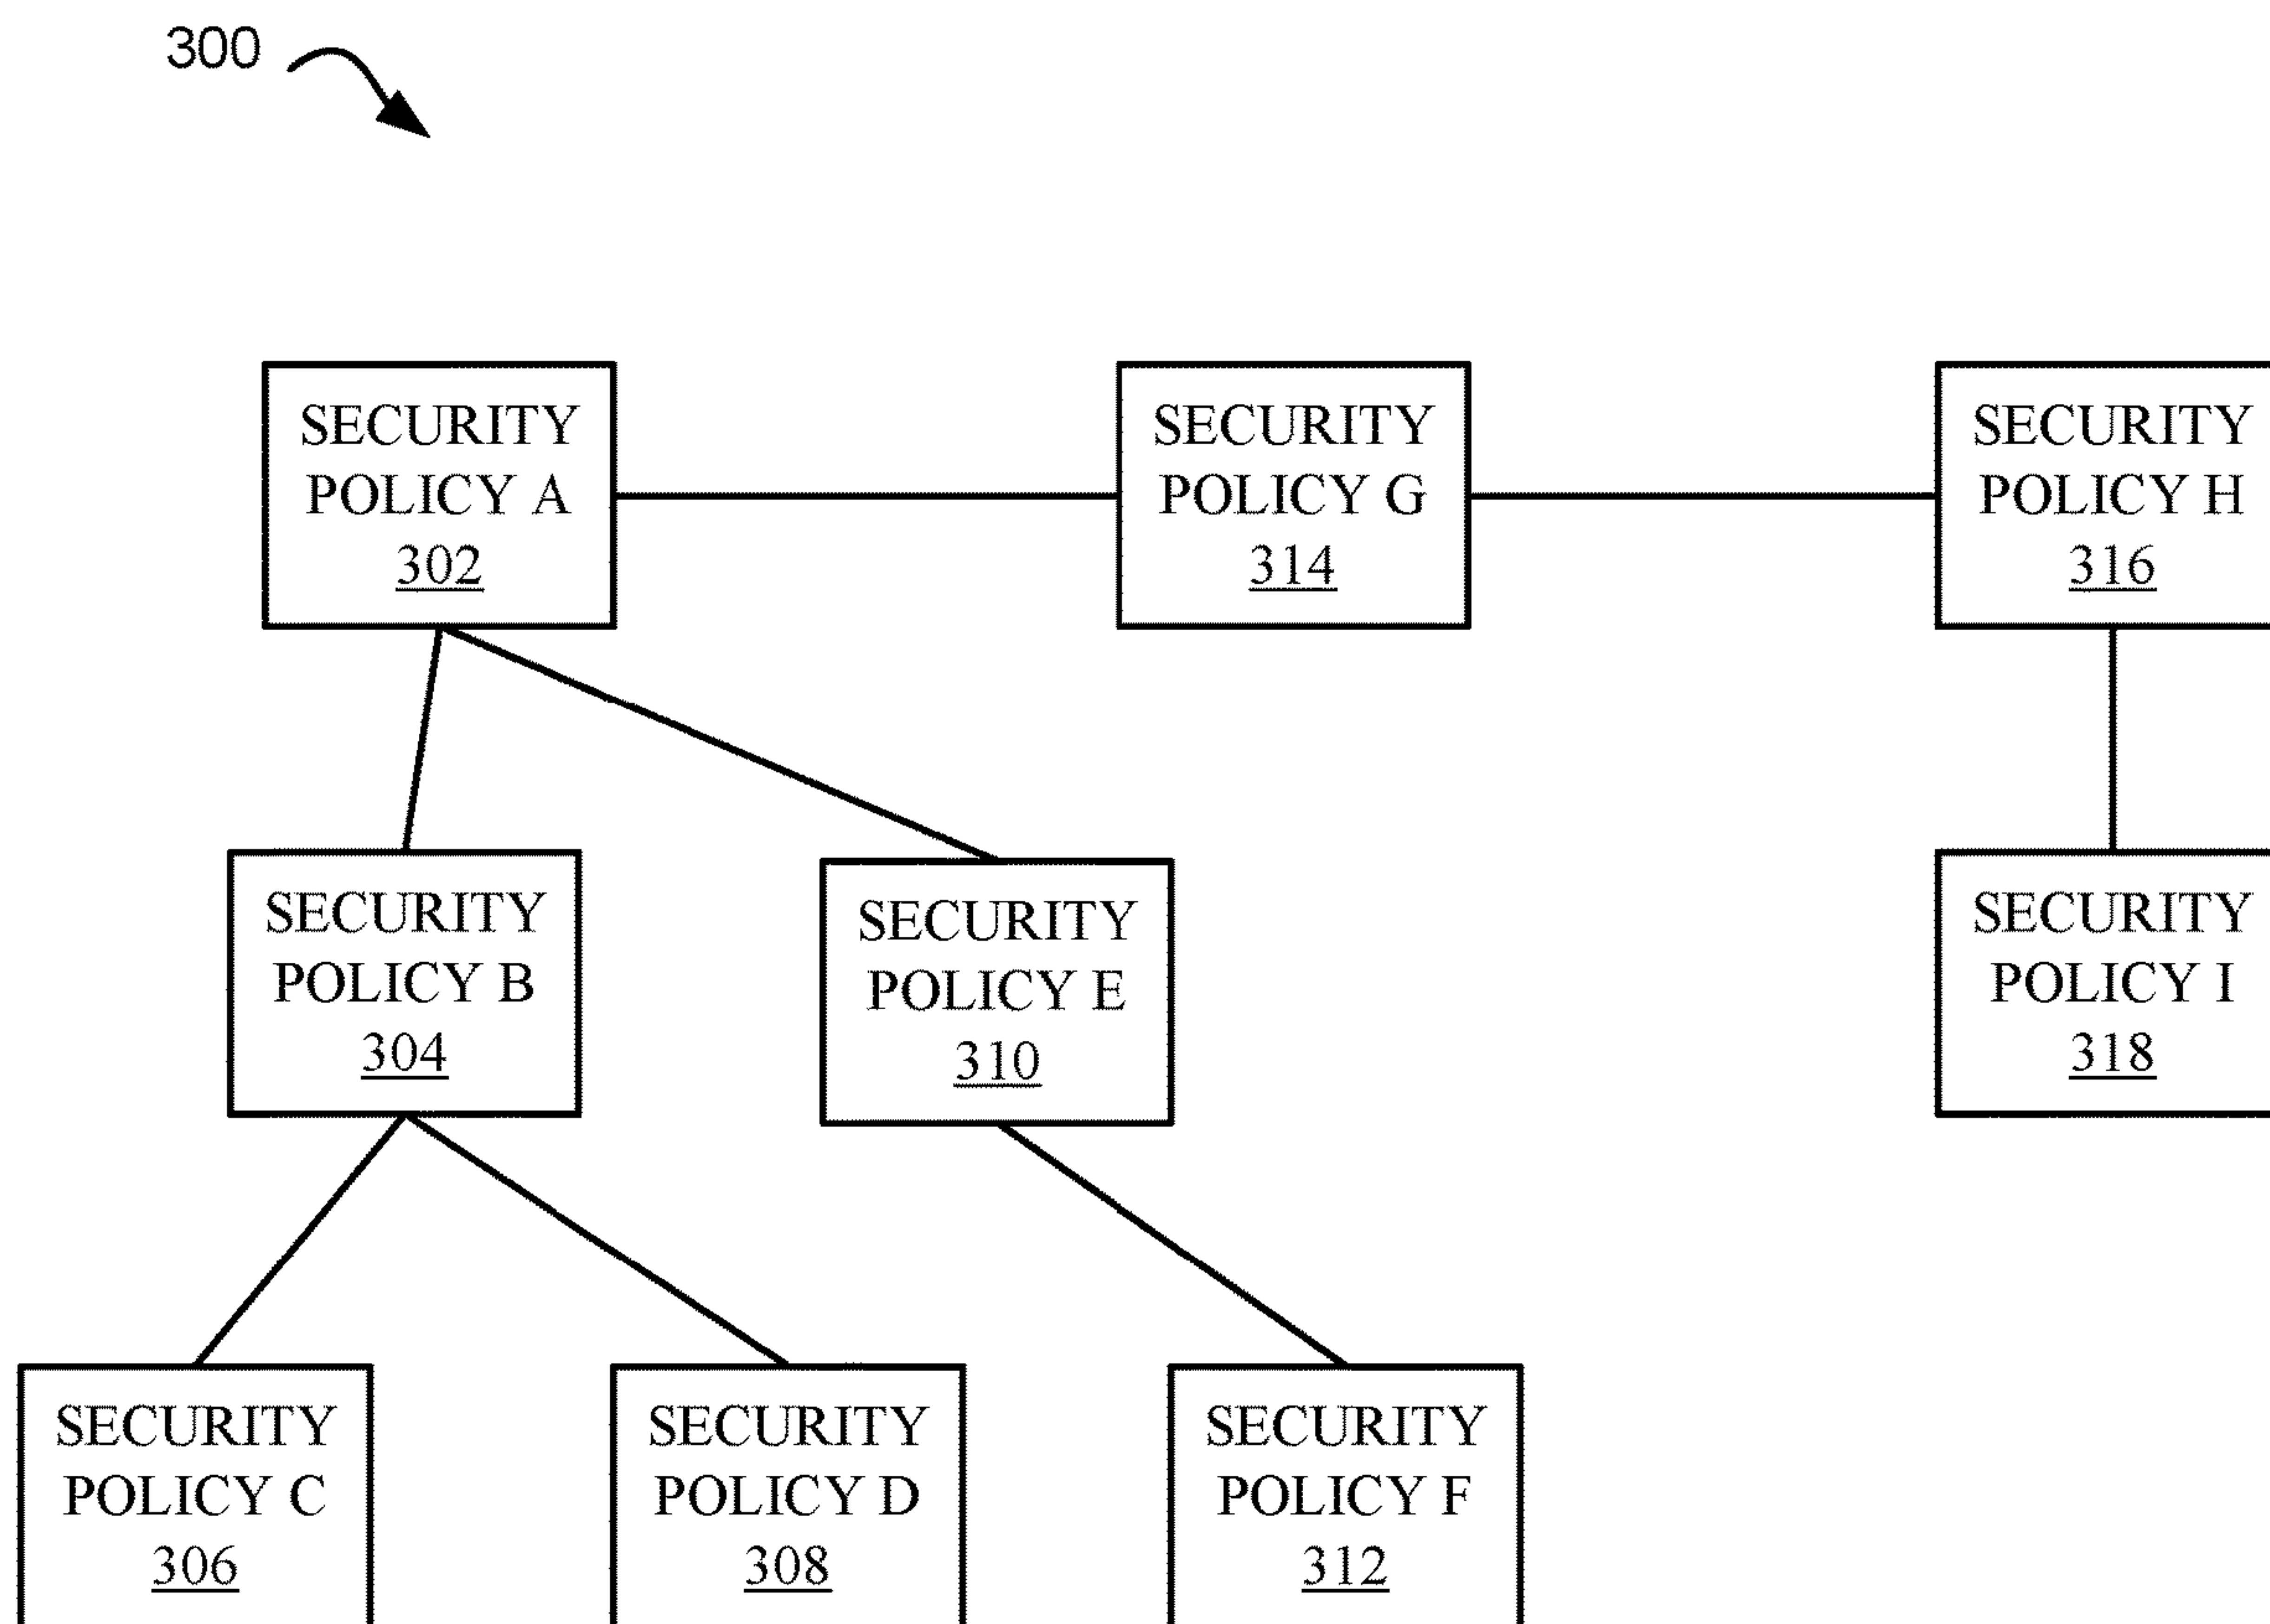 300
SECURITY
POLICY A
302
SECURITY
POLICY G
314
SECURITY
POLICY H
316
SECURITY
POLICY B
304
SECURITY
POLICY E
310
SECURITY
POLICY I
318
SECURITY
POLICY C
306
SECURITY
POLICY D
308
SECURITY
POLICY F
312